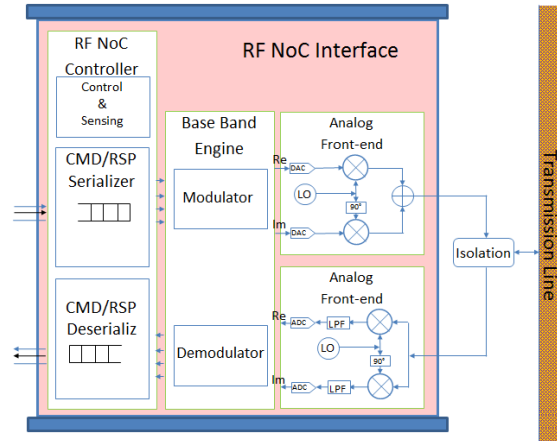 RF NoC Interface
RF NoC
Controller
Control
&
Sensing
CMD/RSP
Serializer
CMD/RSP
Deserializ
Base Band
Engine
Modulator
Demodulator
Analog
Front-end
Re
DAC
LO
90°
Im
DAC
Analog
Front-end
Re
ADC
LPF
LO
90°
Im
ADC
LPF
Isolation
Transmission Line